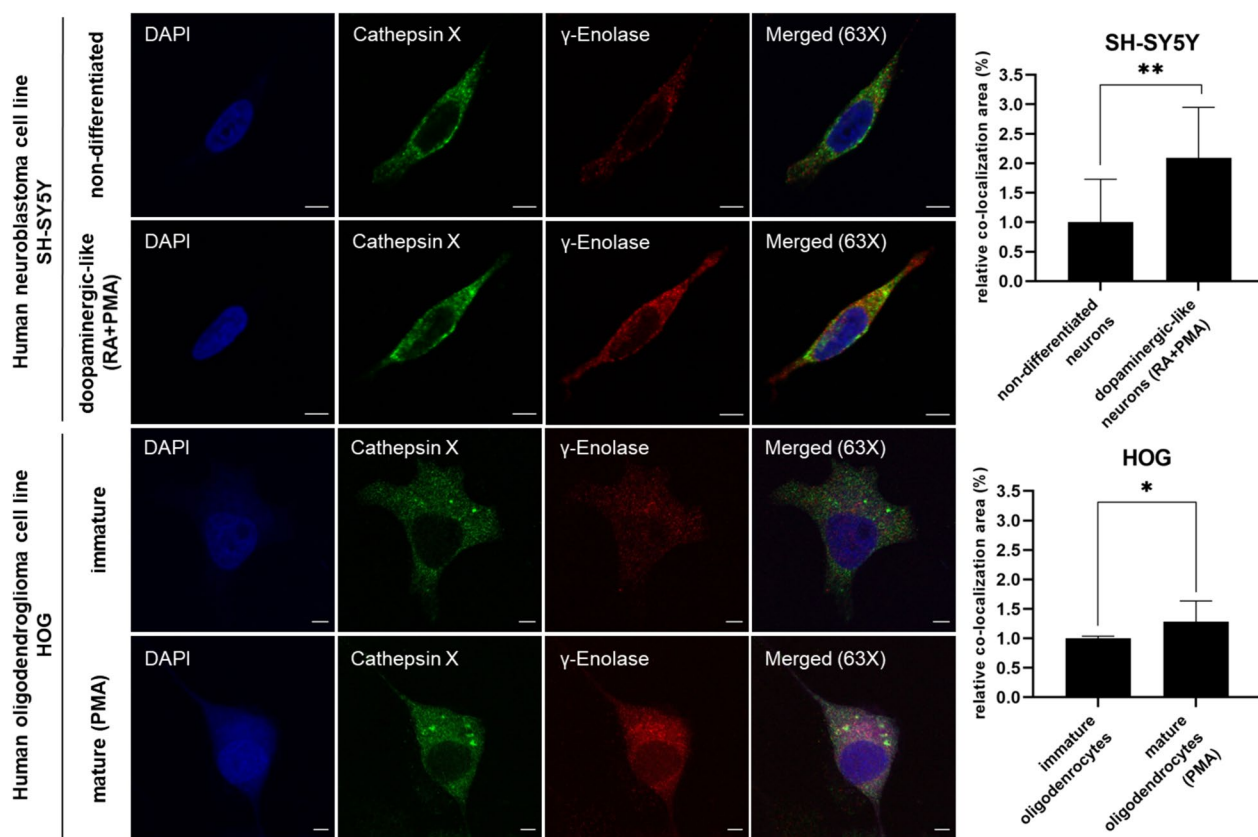 Human neuroblastoma cell line
SH-SY5Y
non-differentiated
DAPI
Cathepsin X
γ-Enolase
Merged (63X)
doopaminergic-like
(RA+PMA)
DAPI
Cathepsin X
γ-Enolase
Merged (63X)
Human oligodendroglioma cell line
HOG
immature
DAPI
Cathepsin X
γ-Enolase
Merged (63X)
mature (PMA)
DAPI
Cathepsin X
γ-Enolase
Merged (63X)
SH-SY5Y
**
relative co-localization area (%)
3.5
3.0
2.5
2.0
1.5
1.0
0.5
0.0
non-differentiated
neurons
dopaminergic-like
neurons (RA+PMA)
HOG
*
relative co-localization area (%)
3.5
3.0
2.5
2.0
1.5
1.0
0.5
0.0
immature
oligodenrocytes
mature
oligodendrocytes
(PMA)